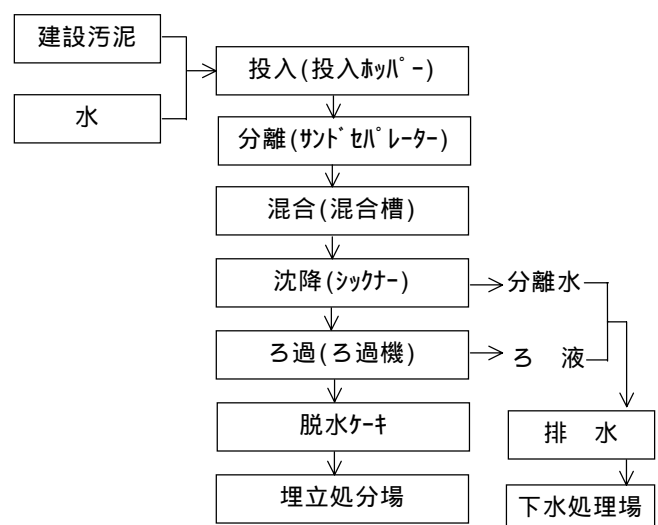 建設汚泥
水
投入(投入ﾎｯﾊﾟｰ)
分離(ｻﾝﾄﾞｾﾊﾟﾚｰﾀｰ)
混合(混合槽)
沈降(ｼｯｸﾅｰ)
分離水
ろ過(ろ過機)
ろ　液
脱水ｹｰｷ
排　水
埋立処分場
下水処理場